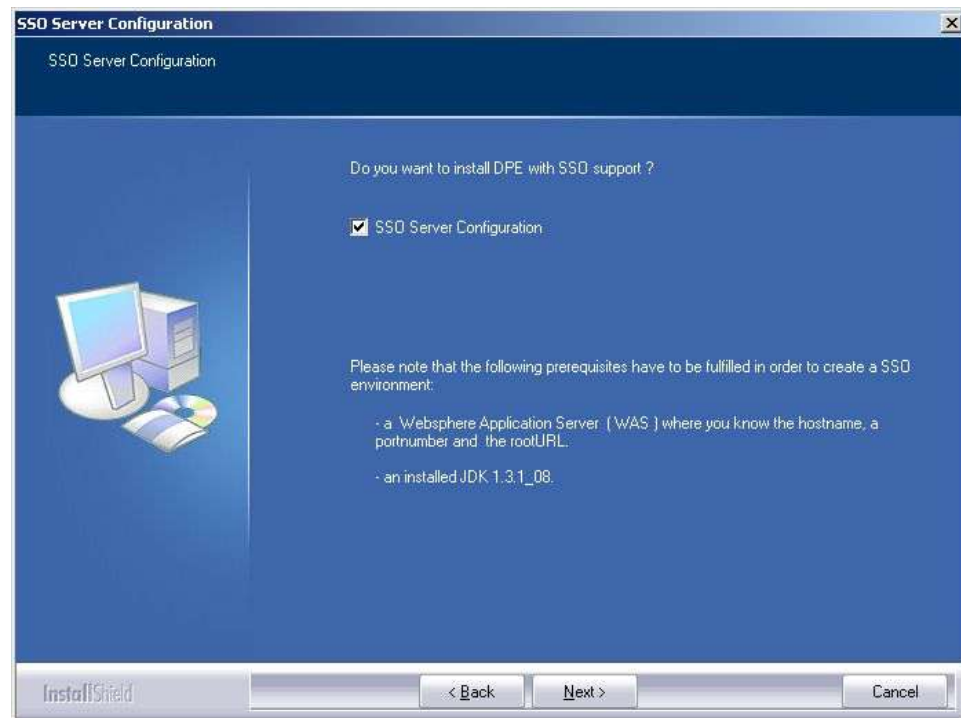 SSO Server Configuration
SSO Server Configuration
Do you want to install DPE with SSO support ?
SSO Server Configuration
Please note that the following prerequisites have to be fulfilled in order to create a SSO
environment:
- a Websphere Application Server ( WAS ) where you know the hostname, a
portnumber and the rootURL.
- an installed JDK 1.3.1_08.
InstallShield
< Back
Next >
Cancel